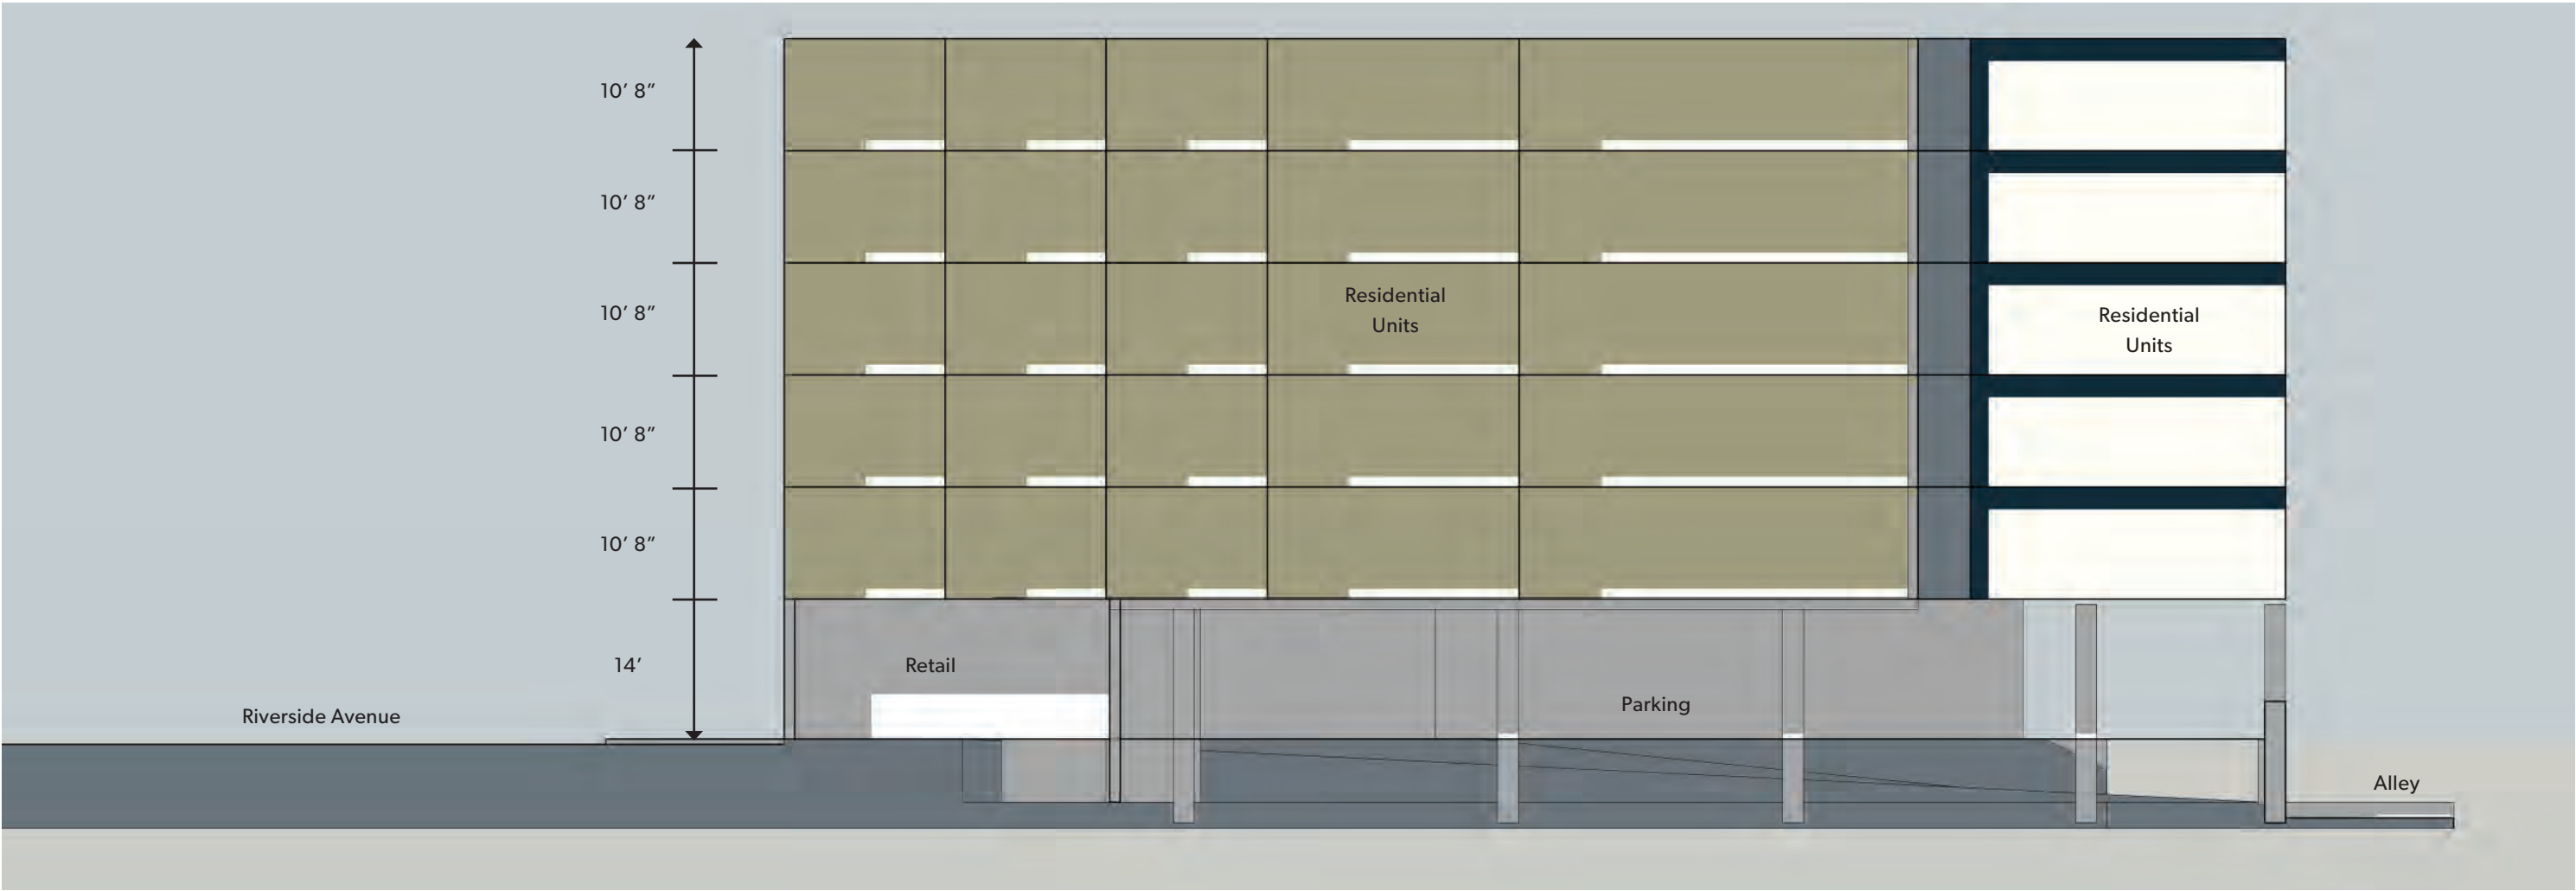 10’ 8”
10’ 8”
10’ 8”
10’ 8”
10’ 8”
14’
Residential
Units
Residential
Units
Retail
Parking
Riverside Avenue
Alley